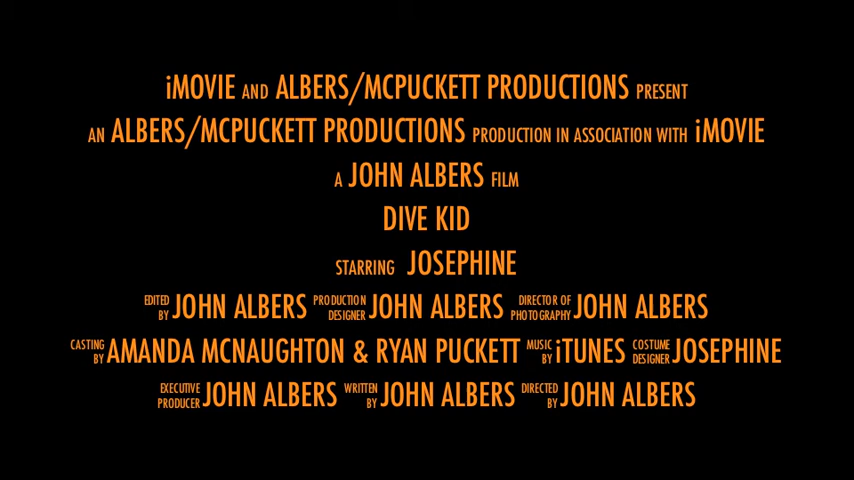 iMOVIE AND ALBERS/MCPUCKETT PRODUCTIONS PRESENT
AN ALBERS/MCPUCKETT PRODUCTIONS PRODUCTION IN ASSOCIATION WITH iMOVIE
A JOHN ALBERS FILM
DIVE KID
STARRING JOSEPHINE
EDITED BY JOHN ALBERS PRODUCTION DESIGNER JOHN ALBERS DIRECTOR OF PHOTOGRAPHY JOHN ALBERS
CASTING BY AMANDA MCNAUGHTON & RYAN PUCKETT MUSIC BY iTUNES COSTUME DESIGNER JOSEPHINE
EXECUTIVE PRODUCER JOHN ALBERS WRITTEN BY JOHN ALBERS DIRECTED BY JOHN ALBERS